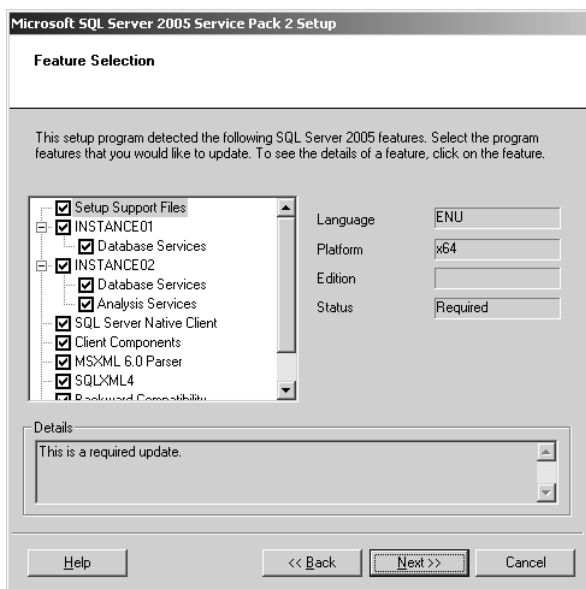 Microsoft SQL Server 2005 Service Pack 2 Setup
Feature Selection
This setup program detected the following SQL Server 2005 features. Select the program
features that you would like to update. To see the details of a feature, click on the feature.
Setup Support Files
INSTANCE01
Database Services
INSTANCE02
Database Services
Analysis Services
SQL Server Native Client
Client Components
MSXML 6.0 Parser
SQLXML4
Backward Compatibility
Language ENU
Platform x64
Edition
Status Required
Details
This is a required update.
Help
<< Back
Next >>
Cancel